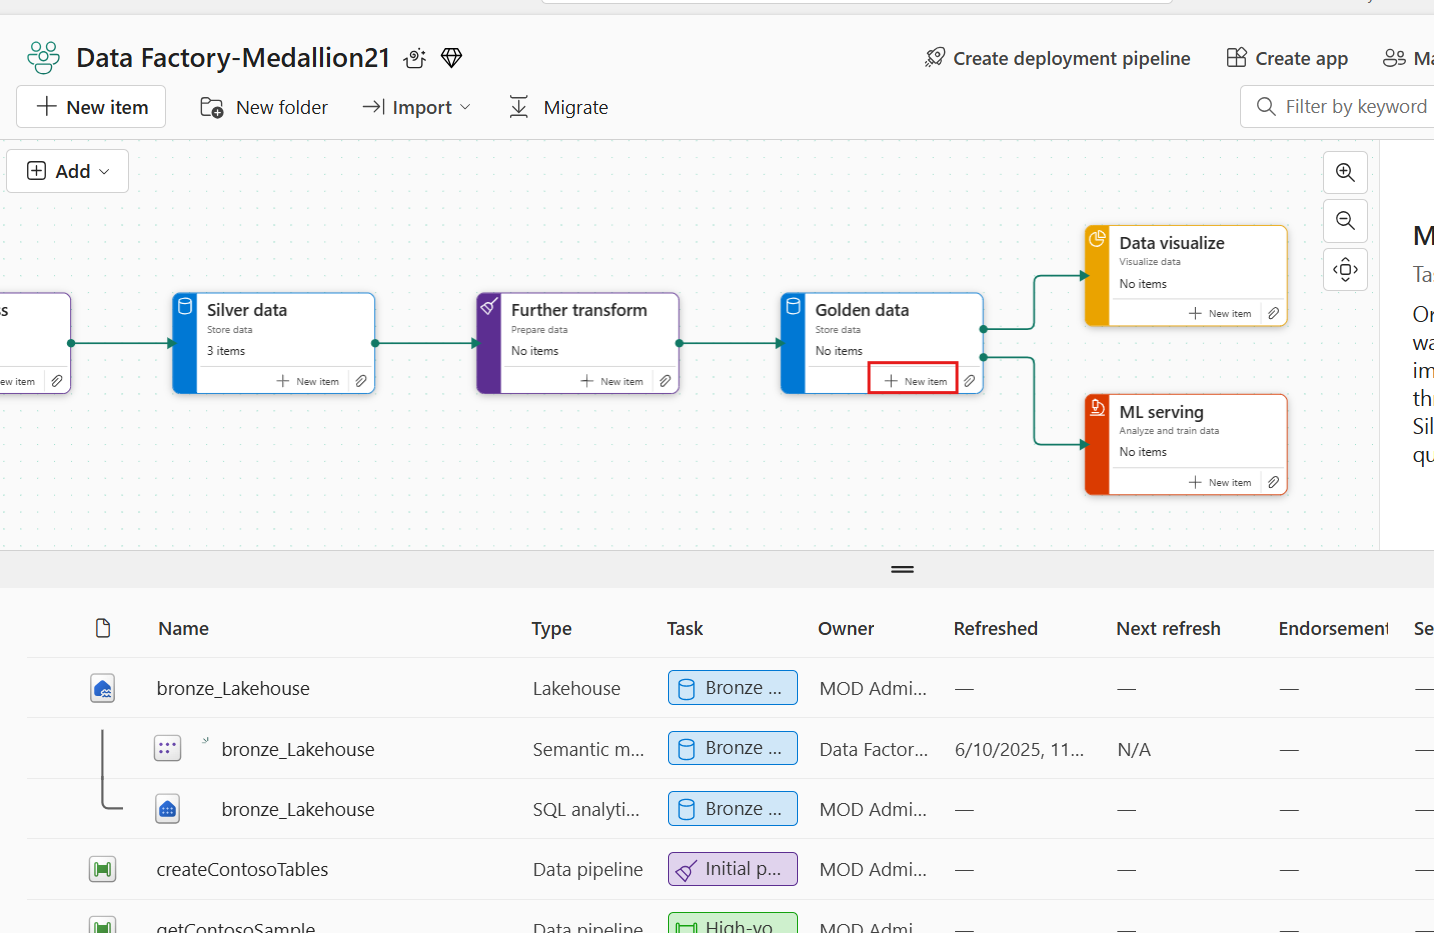 Data Factory-Medallion21
Create deployment pipeline
Create app
Ma
New item
New folder
Import
Migrate
Filter by keyword
Add
s
ew item
Silver data
Store data
3 items
New item
Further transform
Prepare data
No items
New item
Golden data
Store data
No items
New item
Data visualize
Visualize data
No items
New item
ML serving
Analyze and train data
No items
New item
M
Ta
Or
wa
im
th
Sil
qu
Name Type Task Owner Refreshed Next refresh Endorsement Se
bronze_Lakehouse Lakehouse Bronze ... MOD Admi... — — — —
bronze_Lakehouse Semantic m... Bronze ... Data Factor... 6/10/2025, 11... N/A — —
bronze_Lakehouse SQL analyti... Bronze ... MOD Admi... — — — —
createContosoTables Data pipeline Initial p... MOD Admi... — — — —
getContosoSample Data pipeline High-vo... MOD Admi... — — — —